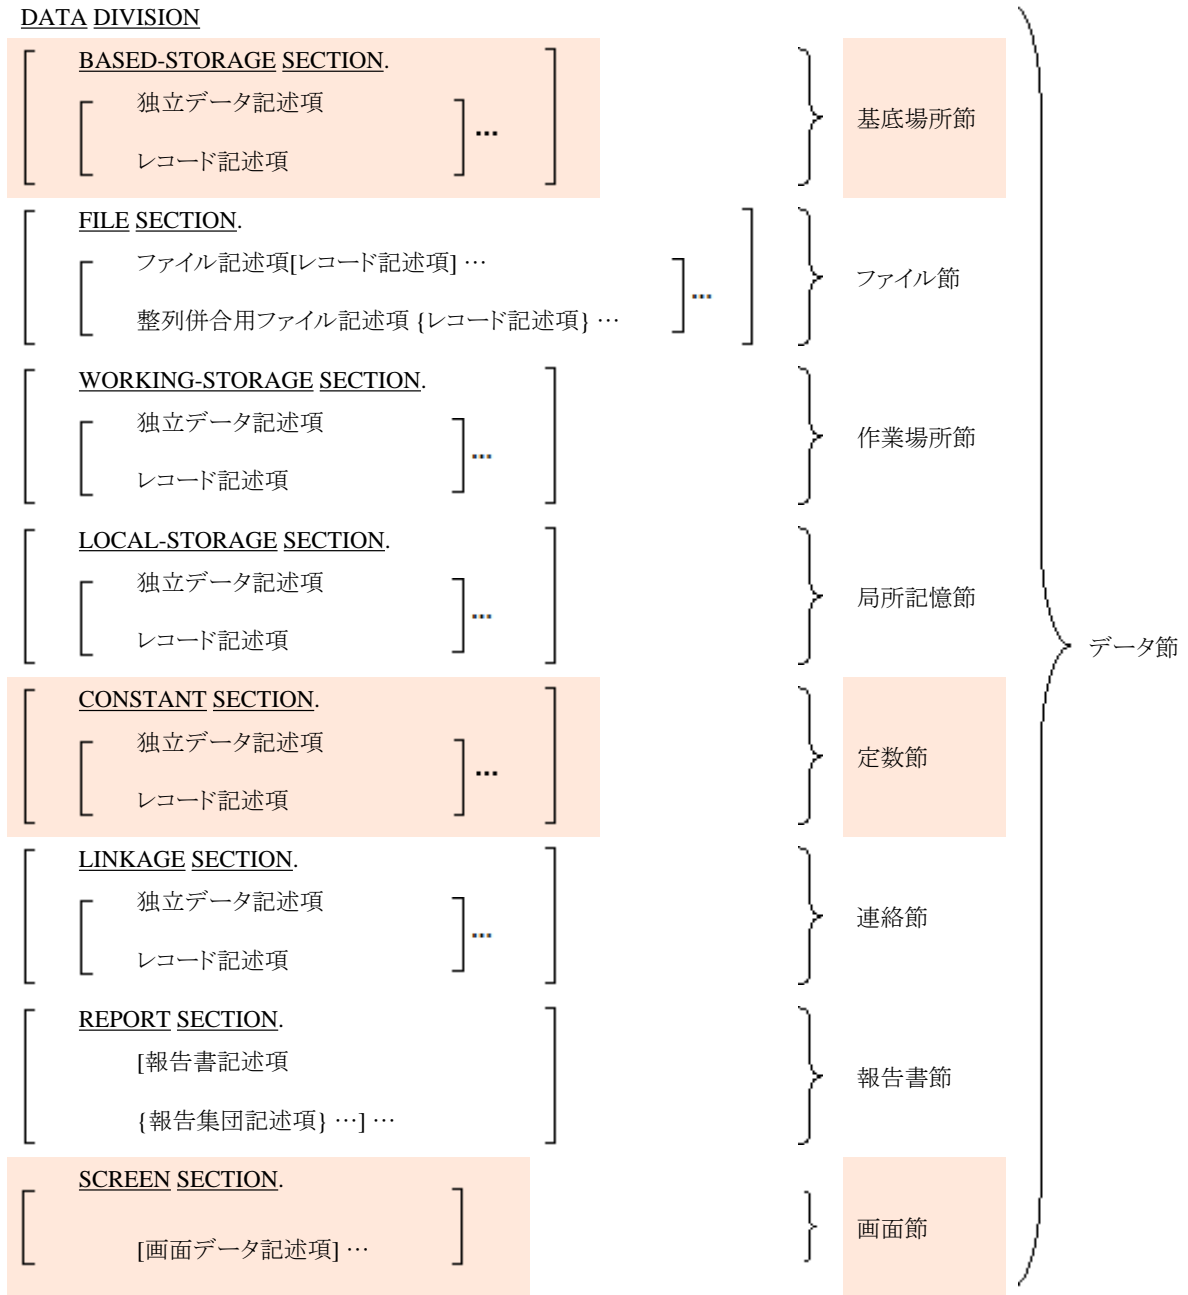 DATA DIVISION
BASED-STORAGE SECTION.
独立データ記述項
…
レコード記述項
基底場所節
FILE SECTION.
ファイル記述項[レコード記述項] …
…
整列併合用ファイル記述項 {レコード記述項} …
ファイル節
WORKING-STORAGE SECTION.
独立データ記述項
…
レコード記述項
作業場所節
LOCAL-STORAGE SECTION.
独立データ記述項
…
レコード記述項
局所記憶節
データ節
CONSTANT SECTION.
独立データ記述項
…
レコード記述項
定数節
LINKAGE SECTION.
独立データ記述項
…
レコード記述項
連絡節
REPORT SECTION.
[報告書記述項
{報告集団記述項} …] …
報告書節
SCREEN SECTION.
[画面データ記述項] …
画面節